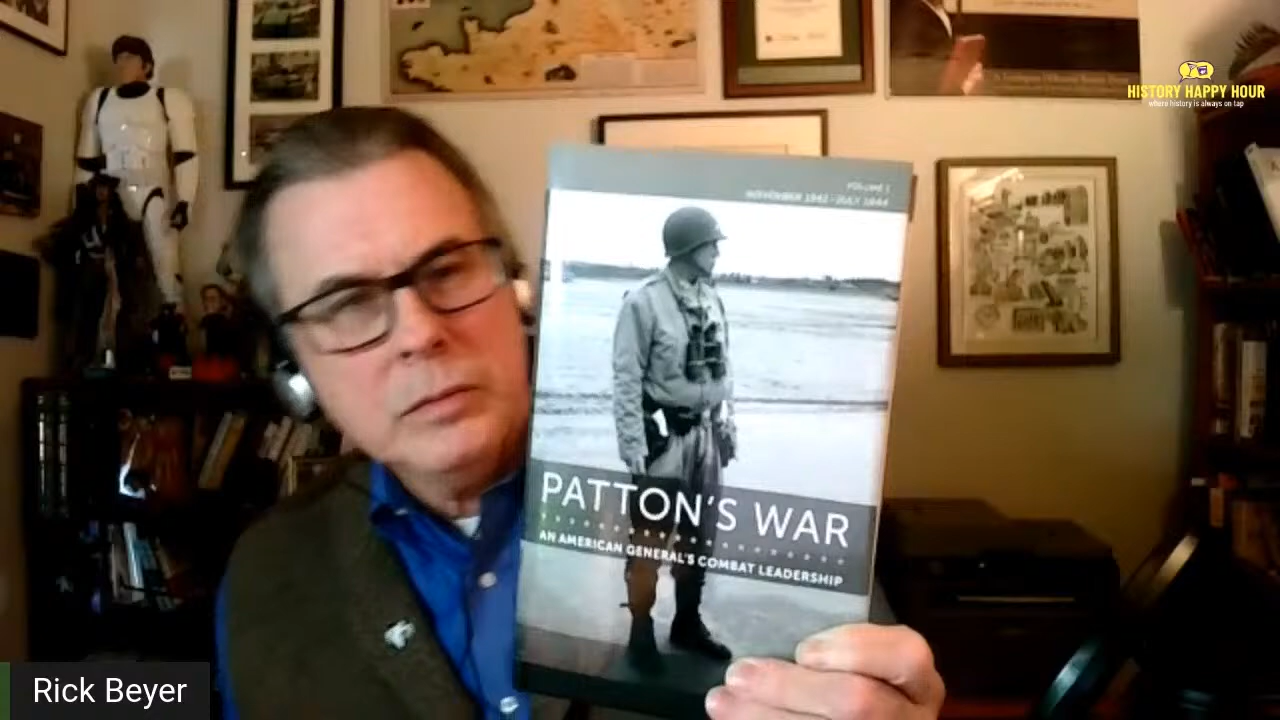 HISTORY HAPPY HOUR
where history is always on tap
VOLUME 1
NOVEMBER 1942 - JULY 1944
PATTON'S WAR
AN AMERICAN GENERAL'S COMBAT LEADERSHIP
Rick Beyer